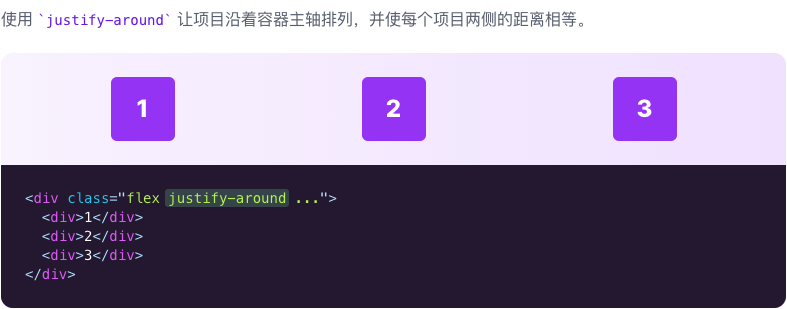 使用 `justify-around` 让项目沿着容器主轴排列，并使每个项目两侧的距离相等。
1 2 3
<div class="flex justify-around ...">
  <div>1</div>
  <div>2</div>
  <div>3</div>
</div>